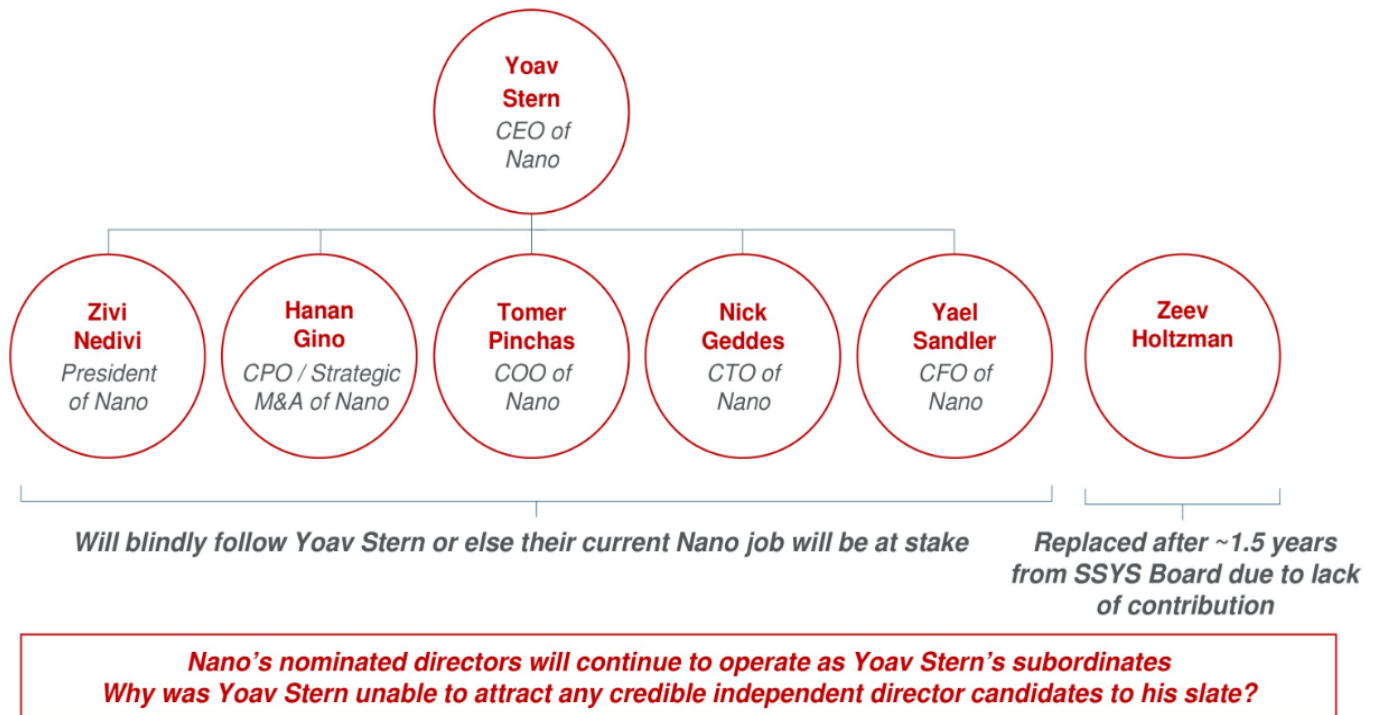 Yoav
Stern
CEO of
Nano
Zivi
Nedivi
President
of Nano
Hanan
Gino
CPO / Strategic
M&A of Nano
Tomer
Pinchas
COO of
Nano
Nick
Geddes
CTO of
Nano
Yael
Sandler
CFO of
Nano
Zeev
Holtzman
Will blindly follow Yoav Stern or else their current Nano job will be at stake
Replaced after ~1.5 years
from SSYS Board due to lack
of contribution
Nano’s nominated directors will continue to operate as Yoav Stern’s subordinates
Why was Yoav Stern unable to attract any credible independent director candidates to his slate?